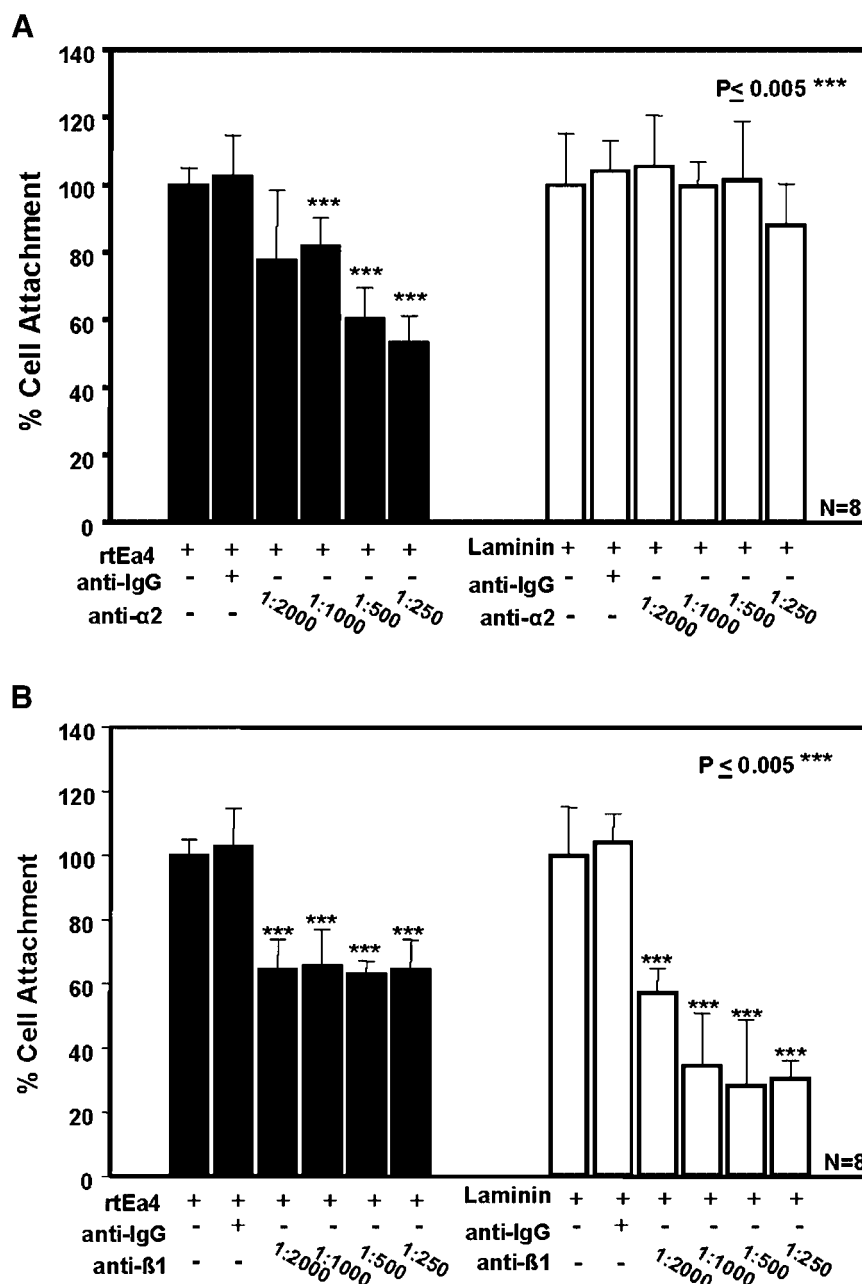 A
140
120
100
80
60
40
20
0
% Cell Attachment
P ≤ 0.005 ***
***
***
***
N=8
rtEa4 + + + + + +
anti-IgG - + - - - -
anti-α2 - - 1:2000 1:1000 1:500 1:250
Laminin + + + + + +
anti-IgG - + - - - -
anti-α2 - - 1:2000 1:1000 1:500 1:250
B
140
120
100
80
60
40
20
0
% Cell Attachment
P ≤ 0.005 ***
*** *** *** ***
***
***
***
***
N=8
rtEa4 + + + + + +
anti-IgG - + - - - -
anti-ß1 - - 1:2000 1:1000 1:500 1:250
Laminin + + + + + +
anti-IgG - + - - - -
anti-ß1 - - 1:2000 1:1000 1:500 1:250